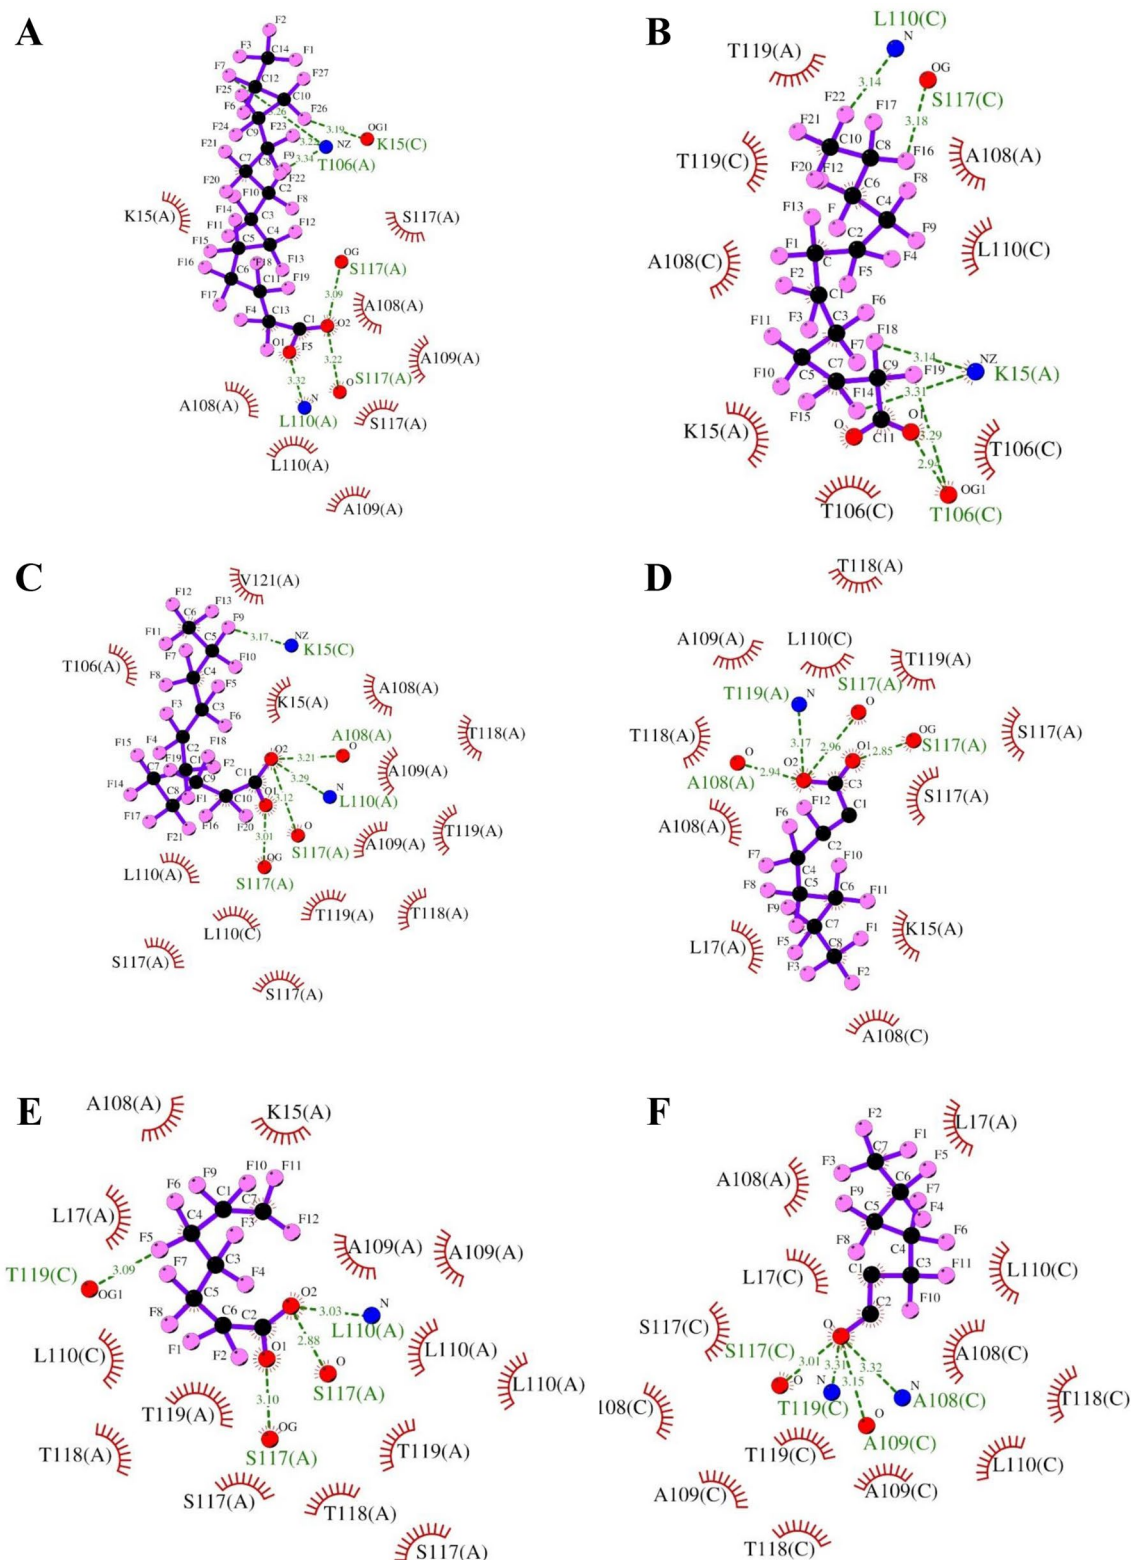 A
F2
F3
C14
F1
F7
C12
F27
F25
C10
F6
3.26
F26
3.19
OG1
K15(C)
F24
C9
F23
3.22
NZ
F21
3.34
T106(A)
C7
C8
F9
F22
F20
F10
C2
F14
F8
K15(A)
F11
C3
F12
S117(A)
F15
C5
C4
OG
F16
F18
F13
S117(A)
C6
C11
F19
3.09
F17
F4
C13
C1
O2
A108(A)
O1
F5
3.22
A109(A)
3.32
O
S117(A)
A108(A)
N
L110(A)
S117(A)
L110(A)
A109(A)
B
L110(C)
N
T119(A)
3.14
OG
S117(C)
F22
F17
3.18
F21
C10
C8
T119(C)
F16
A108(A)
F20
F12
C6
F8
F13
F
C4
C2
F9
L110(C)
A108(C)
F1
C
F4
F2
F5
C1
F6
F3
C3
F11
F18
F7
3.14
NZ
C7
C9
K15(A)
F10
C5
F19
F14
3.31
F15
O1
K15(A)
O
C11
3.29
T106(C)
2.94
OG1
T106(C)
T106(C)
C
V121(A)
F12
F13
C6
F9
NZ
F11
C5
3.17
K15(C)
F7
F10
T106(A)
F8
C4
F5
K15(A)
A108(A)
C3
F3
F6
T118(A)
F4
C2
F18
A108(A)
F15
O2
3.21
O
C1
F2
C11
A109(A)
F19
C7
C9
3.29
N
F14
O1
3.12
L110(A)
F1
C8
C10
F17
F16
F20
3.01
O
A109(A)
T119(A)
F21
S117(A)
OG
L110(A)
S117(A)
L110(C)
T119(A)
T118(A)
S117(A)
S117(A)
D
T118(A)
A109(A)
L110(C)
T119(A)
T119(A)
N
S117(A)
O
T118(A)
3.17
2.96
O1
OG
S117(A)
O
O2
2.85
S117(A)
A108(A)
2.94
C3
F12
C1
S117(A)
A108(A)
F6
C2
F7
F10
C4
F8
C5
C6
F11
F9
C7
K15(A)
L17(A)
F5
F1
C8
F3
F2
A108(C)
E
A108(A)
K15(A)
F9
F10
F11
F6
C1
C7
L17(A)
C4
F3
F12
F5
A109(A)
A109(A)
T119(C)
3.09
F7
C3
OG1
F4
C5
O2
N
F8
C6
C2
3.03
L110(A)
L110(C)
F1
2.88
F2
O1
O
L110(A)
S117(A)
L110(A)
T119(A)
3.10
OG
T118(A)
S117(A)
T119(A)
S117(A)
T118(A)
S117(A)
F
F2
L17(A)
C7
F1
F3
F5
A108(A)
C6
F9
F7
C5
F4
F6
F8
C4
L17(C)
C1
C3
F11
L110(C)
C2
F10
S117(C)
O
S117(C)
3.01
3.31
3.32
A108(C)
3.15
O
N
N
T119(C)
A108(C)
T118(C)
108(C)
O
A109(C)
T119(C)
L110(C)
A109(C)
A109(C)
T118(C)